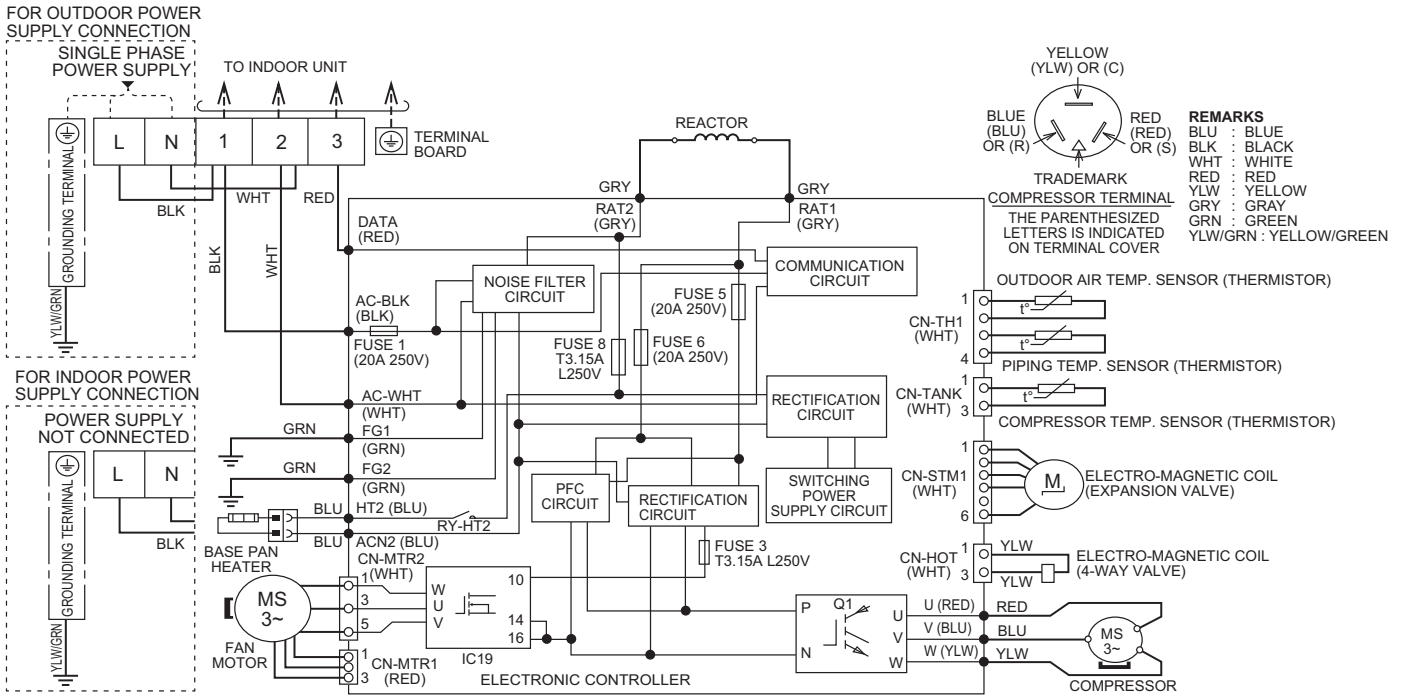 FOR OUTDOOR POWER
SUPPLY CONNECTION
SINGLE PHASE
POWER SUPPLY
GROUNDING TERMINAL
YLW/GRN
L
N
1
2
3
TO INDOOR UNIT
TERMINAL
BOARD
BLK
WHT
RED
BLK
WHT
REACTOR
GRY
GRY
RAT2
(GRY)
RAT1
(GRY)
DATA
(RED)
NOISE FILTER
CIRCUIT
COMMUNICATION
CIRCUIT
AC-BLK
(BLK)
FUSE 1
(20A 250V)
FUSE 5
(20A 250V)
FUSE 8
T3.15A
L250V
FUSE 6
(20A 250V)
AC-WHT
(WHT)
RECTIFICATION
CIRCUIT
GRN
FG1
(GRN)
GRN
FG2
(GRN)
PFC
CIRCUIT
RECTIFICATION
CIRCUIT
SWITCHING
POWER
SUPPLY CIRCUIT
BLU
HT2 (BLU)
RY-HT2
BLU
ACN2 (BLU)
BASE PAN
HEATER
FUSE 3
T3.15A L250V
CN-MTR2
(WHT)
1
3
5
W
U
V
10
14
16
IC19
MS
3~
FAN
MOTOR
1
3
CN-MTR1
(RED)
ELECTRONIC CONTROLLER
P
N
Q1
U
V
W
U (RED)
V (BLU)
W (YLW)
RED
BLU
YLW
MS
3~
COMPRESSOR
FOR INDOOR POWER
SUPPLY CONNECTION
POWER SUPPLY
NOT CONNECTED
GROUNDING TERMINAL
YLW/GRN
L
N
BLK
YELLOW
(YLW) OR (C)
BLUE
(BLU)
OR (R)
RED
(RED)
OR (S)
TRADEMARK
COMPRESSOR TERMINAL
THE PARENTHESIZED
LETTERS IS INDICATED
ON TERMINAL COVER
REMARKS
BLU : BLUE
BLK : BLACK
WHT : WHITE
RED : RED
YLW : YELLOW
GRY : GRAY
GRN : GREEN
YLW/GRN : YELLOW/GREEN
OUTDOOR AIR TEMP. SENSOR (THERMISTOR)
1
t°
CN-TH1
(WHT)
t°
4
PIPING TEMP. SENSOR (THERMISTOR)
CN-TANK
(WHT)
1
t°
3
COMPRESSOR TEMP. SENSOR (THERMISTOR)
CN-STM1
(WHT)
1
6
M
ELECTRO-MAGNETIC COIL
(EXPANSION VALVE)
CN-HOT
(WHT)
1
3
YLW
YLW
ELECTRO-MAGNETIC COIL
(4-WAY VALVE)